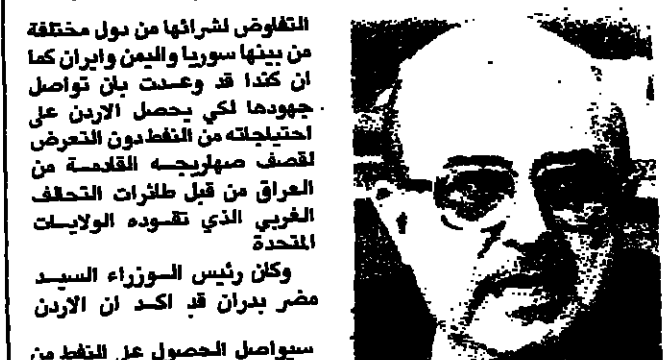 التفاوض لشرائها من دول مختلفة
من بينها سوريا واليمن وايران كما
ان كندا قد وعدت بان تواصل
جهودها لكي يحصل الاردن على
احتياجاته من النفط دون التعرض
لقصف صهاريجه القادمة من
العراق من قبل طائرات التحالف
الغربي الذي تقوده الولايات
المتحدة
وكان رئيس الوزراء السيد
مضر بدران قد اكد ان الاردن
سيواصل الحصول على النفط من